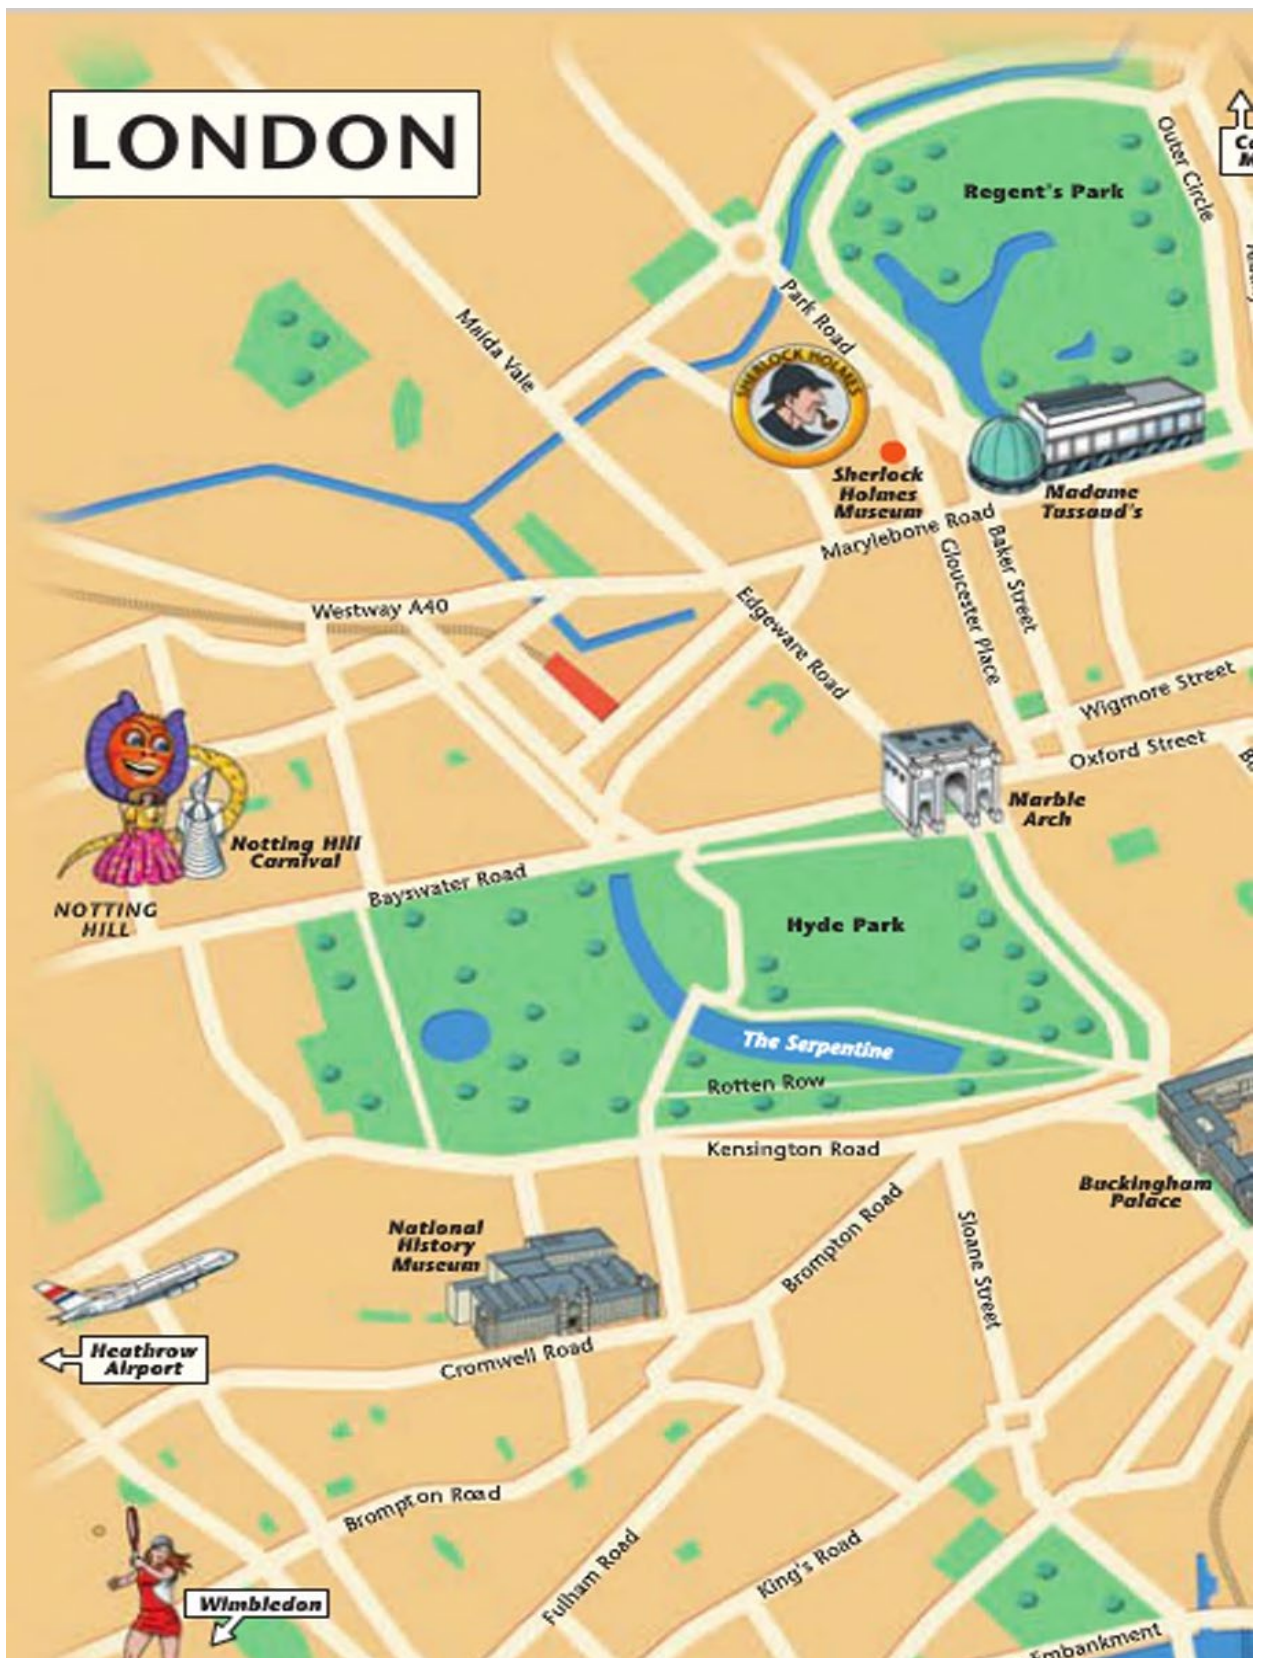 LONDON
Outer Circle
Regent's Park
Park Road
Maida Vale
SHERLOCK HOLMES
Sherlock
Holmes
Museum
Madame
Tussaud's
Marylebone Road
Baker Street
Gloucester Place
Westway A40
Edgeware Road
Wigmore Street
Oxford Street
Marble
Arch
Notting Hill
Carnival
NOTTING
HILL
Bayswater Road
Hyde Park
The Serpentine
Rotten Row
Kensington Road
Buckingham
Palace
Brompton Road
Sloane Street
National
History
Museum
Heathrow
Airport
Cromwell Road
Brompton Road
Fulham Road
King's Road
Wimbledon
Embankment